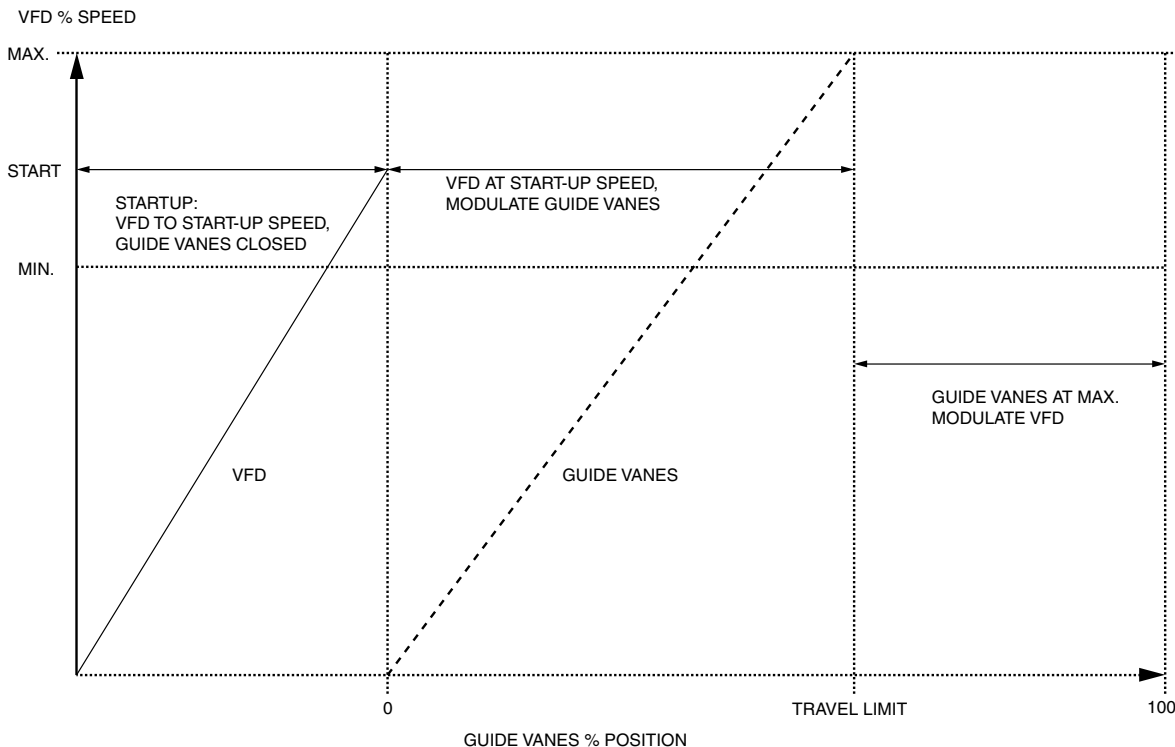 VFD % SPEED
MAX.
START
STARTUP:
VFD TO START-UP SPEED,
GUIDE VANES CLOSED
VFD AT START-UP SPEED,
MODULATE GUIDE VANES
MIN.
GUIDE VANES AT MAX.
MODULATE VFD
VFD
GUIDE VANES
0
TRAVEL LIMIT
100
GUIDE VANES % POSITION